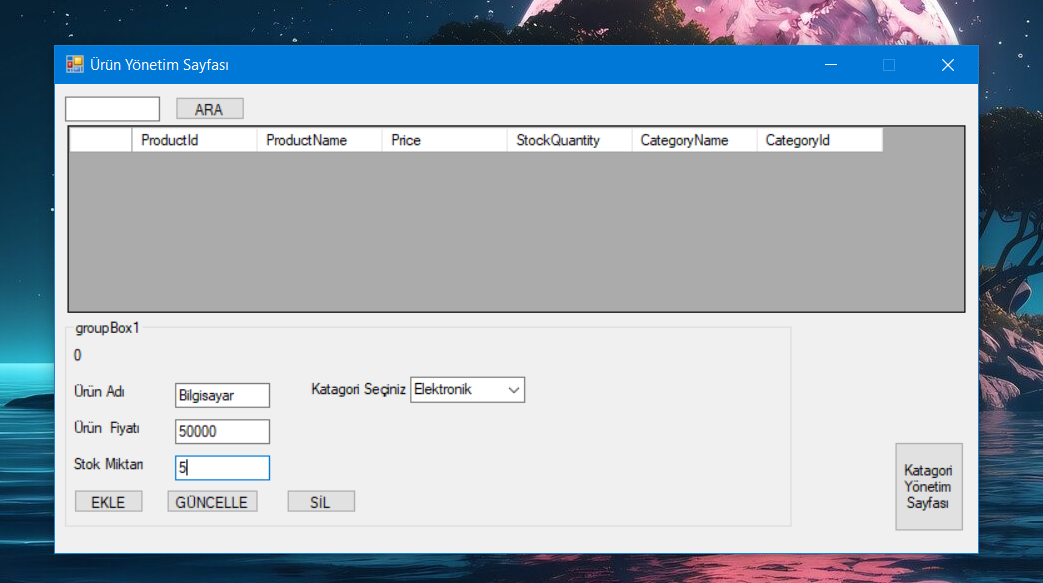 Ürün Yönetim Sayfası
ARA
ProductId ProductName Price StockQuantity CategoryName CategoryId
groupBox1
0
Ürün Adı Bilgisayar Katagori Seçiniz Elektronik
Ürün Fiyatı 50000
Stok Miktarı 5
EKLE GÜNCELLE SİL
Katagori
Yönetim
Sayfası